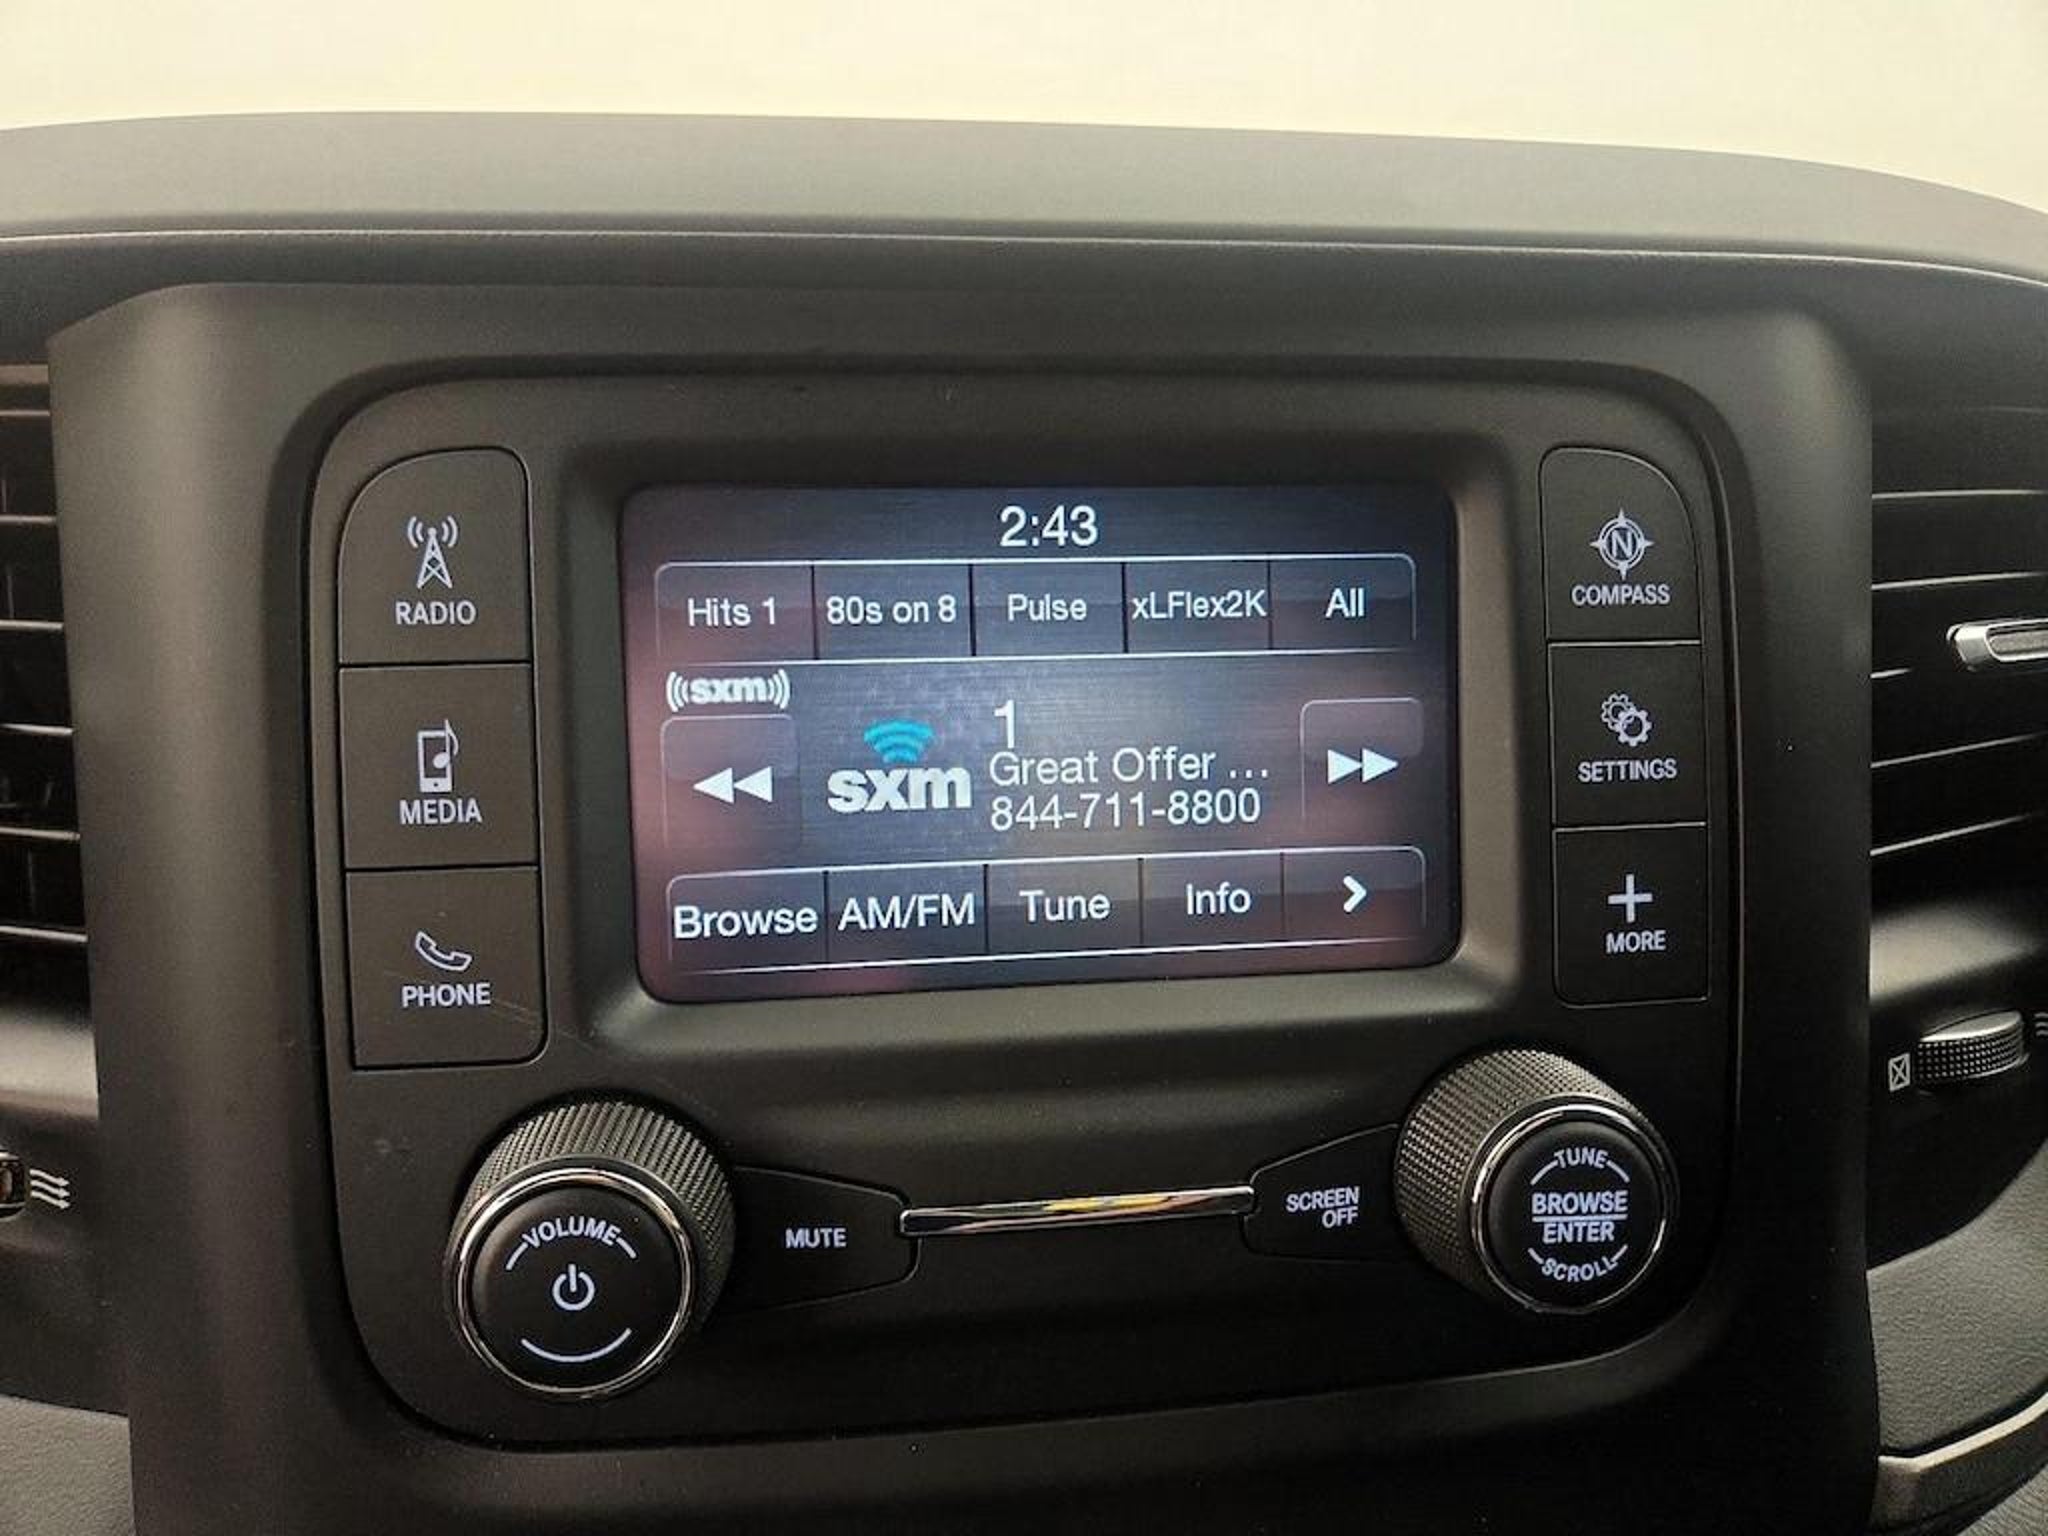 2:43
Hits 1 80s on 8 Pulse xLFlex2K All
((sxm))
1
sxm
Great Offer ...
844-711-8800
Browse AM/FM Tune Info >
RADIO
MEDIA
PHONE
N
COMPASS
SETTINGS
MORE
VOLUME
MUTE
SCREEN
OFF
TUNE
BROWSE
ENTER
SCROLL